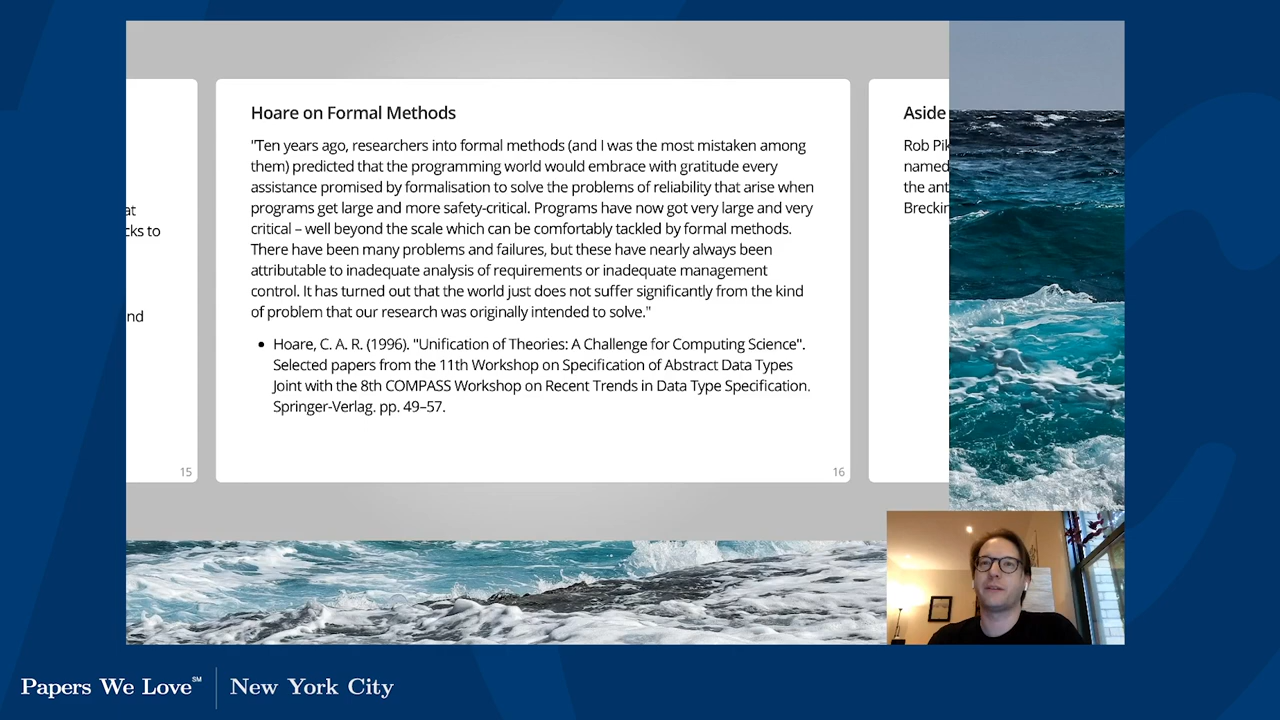 at
cks to
nd
15
Hoare on Formal Methods
"Ten years ago, researchers into formal methods (and I was the most mistaken among
them) predicted that the programming world would embrace with gratitude every
assistance promised by formalisation to solve the problems of reliability that arise when
programs get large and more safety-critical. Programs have now got very large and very
critical – well beyond the scale which can be comfortably tackled by formal methods.
There have been many problems and failures, but these have nearly always been
attributable to inadequate analysis of requirements or inadequate management
control. It has turned out that the world just does not suffer significantly from the kind
of problem that our research was originally intended to solve."
• Hoare, C. A. R. (1996). "Unification of Theories: A Challenge for Computing Science".
Selected papers from the 11th Workshop on Specification of Abstract Data Types
Joint with the 8th COMPASS Workshop on Recent Trends in Data Type Specification.
Springer-Verlag. pp. 49–57.
16
Aside
Rob Pik
named
the ant
Breckin
Papers We Love℠ | New York City